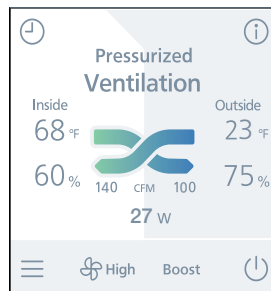 Pressurized
Ventilation
Inside
Outside
68 °F
23 °F
60 %
75 %
140 CFM 100
27 W
High
Boost